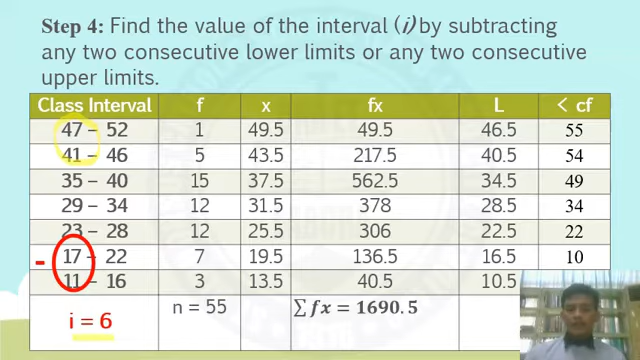 Step 4: Find the value of the interval (i) by subtracting
any two consecutive lower limits or any two consecutive
upper limits.
Class Interval f x fx L < cf
47 – 52 1 49.5 49.5 46.5 55
41 – 46 5 43.5 217.5 40.5 54
35 – 40 15 37.5 562.5 34.5 49
29 – 34 12 31.5 378 28.5 34
23 – 28 12 25.5 306 22.5 22
- 17 – 22 7 19.5 136.5 16.5 10
11 – 16 3 13.5 40.5 10.5
i = 6 n = 55 ∑fx = 1690.5